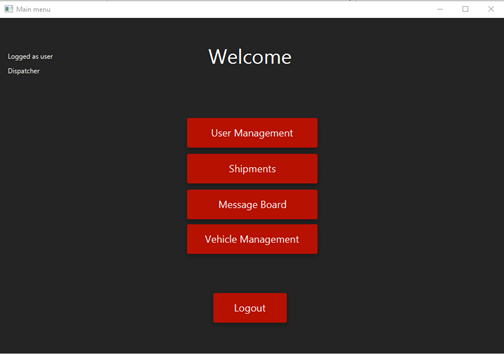 Main menu
Logged as user
Dispatcher
Welcome
User Management
Shipments
Message Board
Vehicle Management
Logout